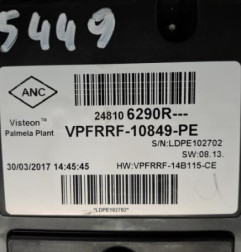 5449
ANC
24810 6290R---
Visteon™
Palmela Plant
VPFRRF-10849-PE
S/N:LDPE102702
SW:08.13.
30/03/2017 14:45:45
HW:VPFRRF-14B115-CE
*LDPE102702*